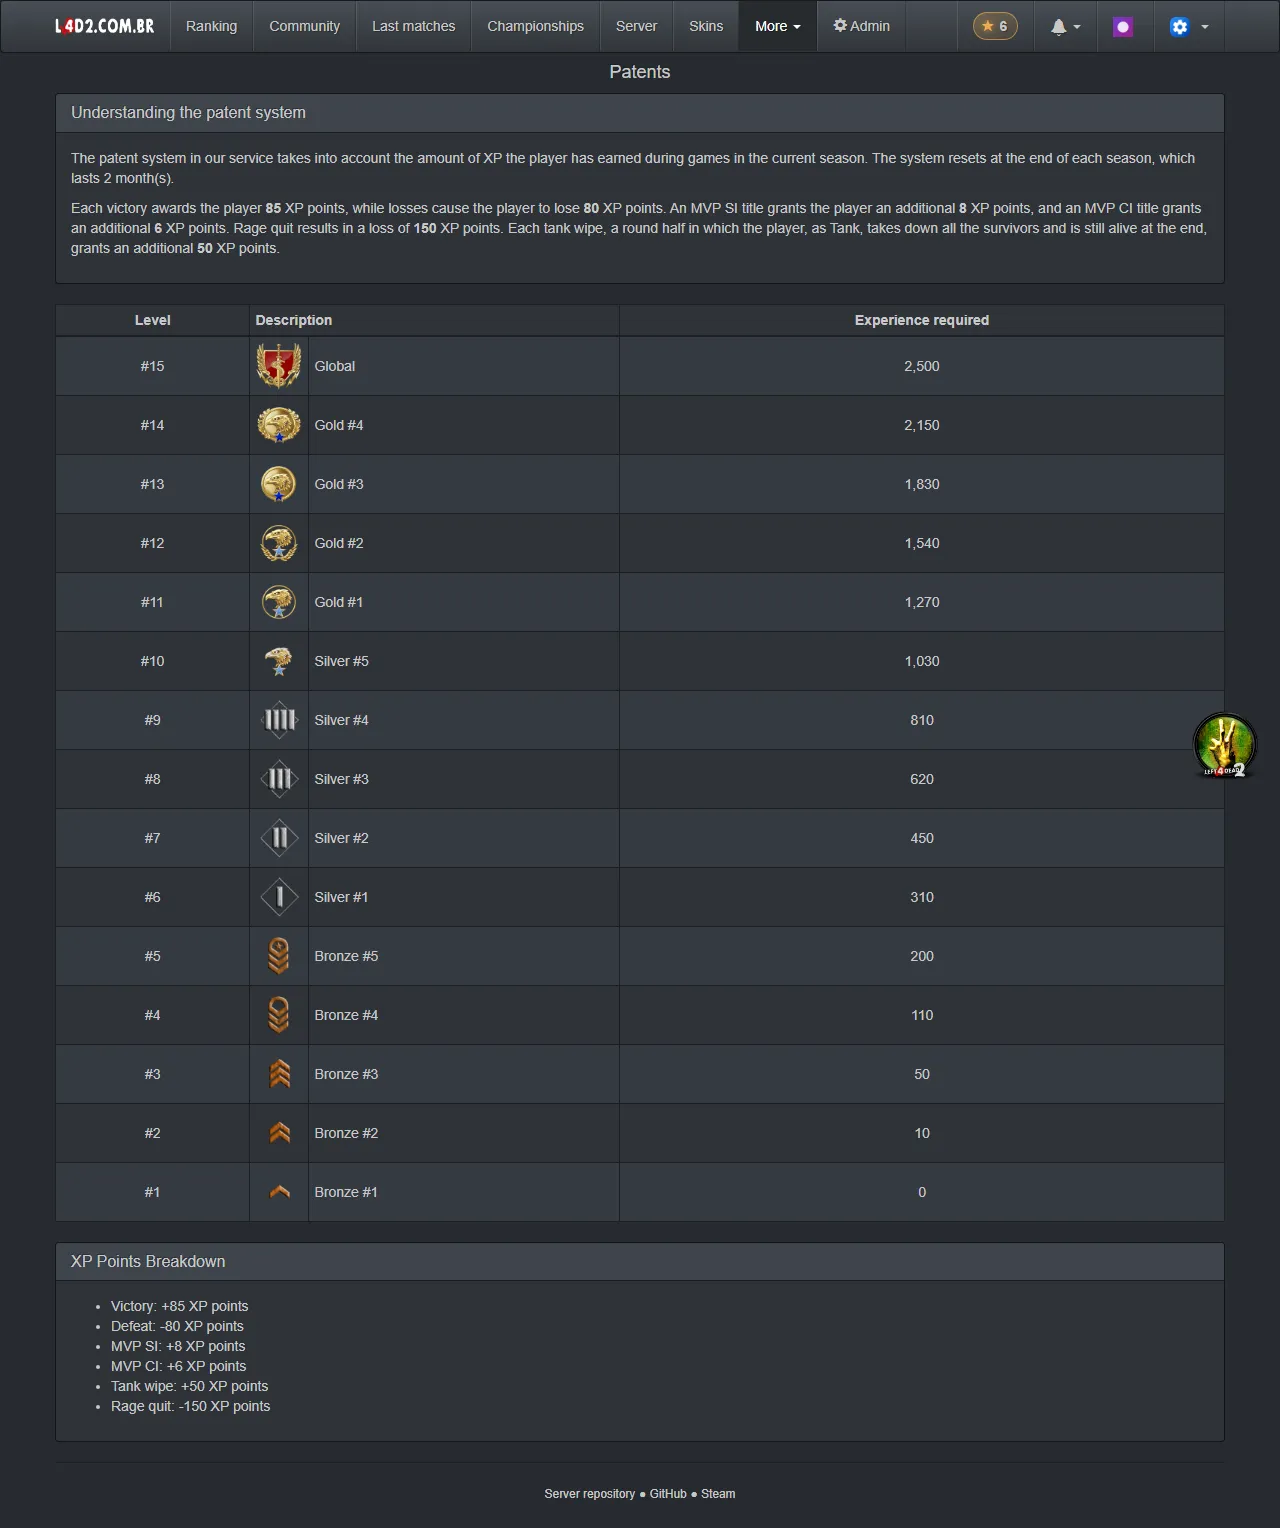 L4D2.COM.BR Ranking Community Last matches Championships Server Skins More Admin 6
Patents
Understanding the patent system
The patent system in our service takes into account the amount of XP the player has earned during games in the current season. The system resets at the end of each season, which
lasts 2 month(s).
Each victory awards the player 85 XP points, while losses cause the player to lose 80 XP points. An MVP SI title grants the player an additional 8 XP points, and an MVP CI title grants
an additional 6 XP points. Rage quit results in a loss of 150 XP points. Each tank wipe, a round half in which the player, as Tank, takes down all the survivors and is still alive at the end,
grants an additional 50 XP points.
Level Description Experience required
#15 Global 2,500
#14 Gold #4 2,150
#13 Gold #3 1,830
#12 Gold #2 1,540
#11 Gold #1 1,270
#10 Silver #5 1,030
#9 Silver #4 810
LEFT 4 DEAD 2
#8 Silver #3 620
#7 Silver #2 450
#6 Silver #1 310
#5 Bronze #5 200
#4 Bronze #4 110
#3 Bronze #3 50
#2 Bronze #2 10
#1 Bronze #1 0
XP Points Breakdown
• Victory: +85 XP points
• Defeat: -80 XP points
• MVP SI: +8 XP points
• MVP CI: +6 XP points
• Tank wipe: +50 XP points
• Rage quit: -150 XP points
Server repository ● GitHub ● Steam